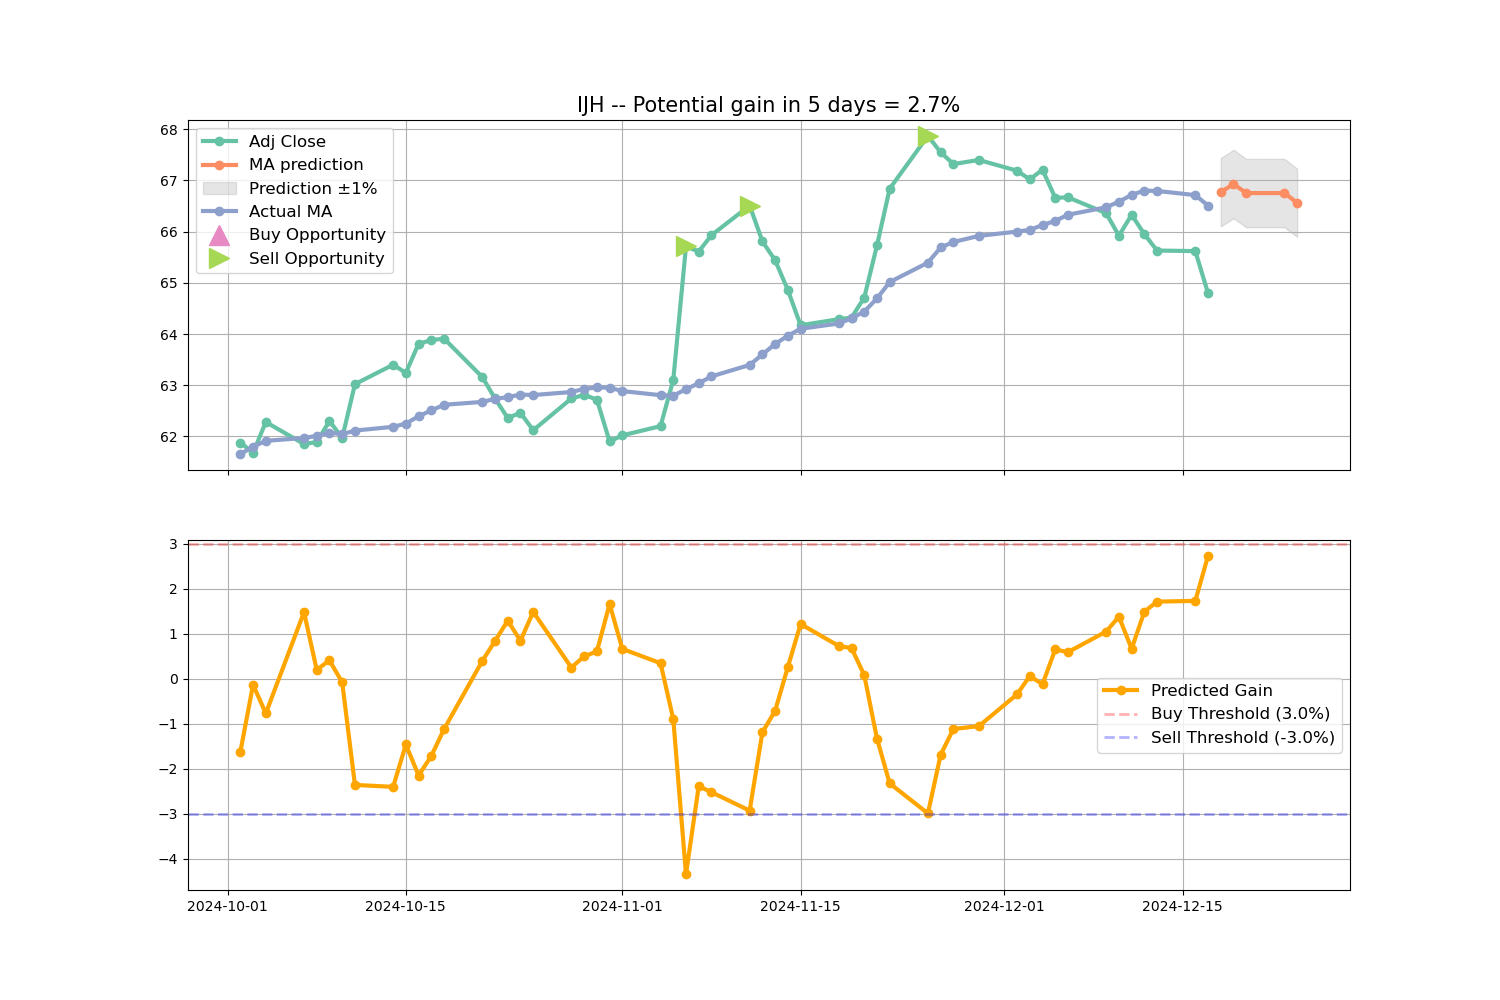 IJH -- Potential gain in 5 days = 2.7%
68
67
66
65
64
63
62
Adj Close
MA prediction
Prediction ±1%
Actual MA
Buy Opportunity
Sell Opportunity
3
2
1
0
−1
−2
−3
−4
Predicted Gain
Buy Threshold (3.0%)
Sell Threshold (-3.0%)
2024-10-01
2024-10-15
2024-11-01
2024-11-15
2024-12-01
2024-12-15